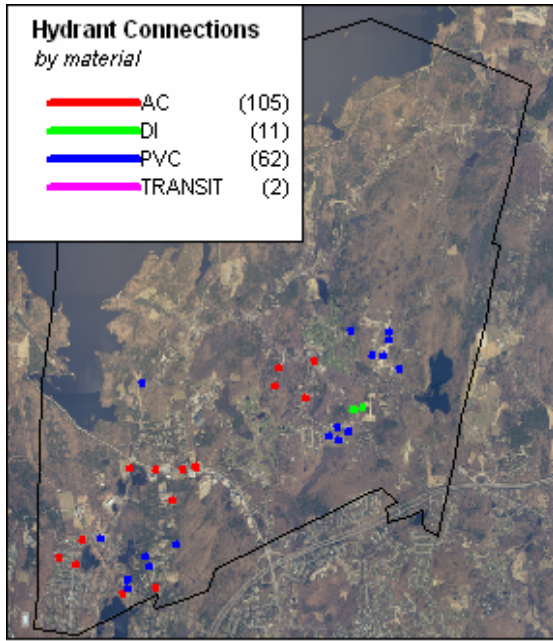 Hydrant Connections
by material
AC (105)
DI (11)
PVC (62)
TRANSIT (2)